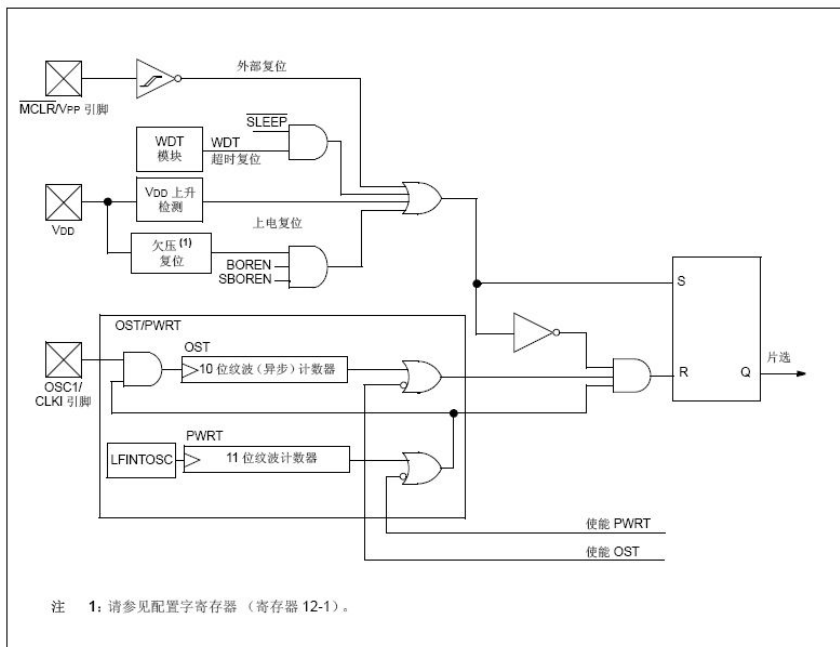 外部复位
MCLR/VPP 引脚
SLEEP
WDT
模块
WDT
超时复位
VDD 上升
检测
VDD
上电复位
欠压(1)
复位
BOREN
SBOREN
S
OST/PWRT
片选
OST
OSC1/
CLKI 引脚
10 位纹波（异步）计数器
R
Q
PWRT
LFINTOSC
11 位纹波计数器
使能 PWRT
使能 OST
注 1: 请参见配置字寄存器 （寄存器 12-1）。